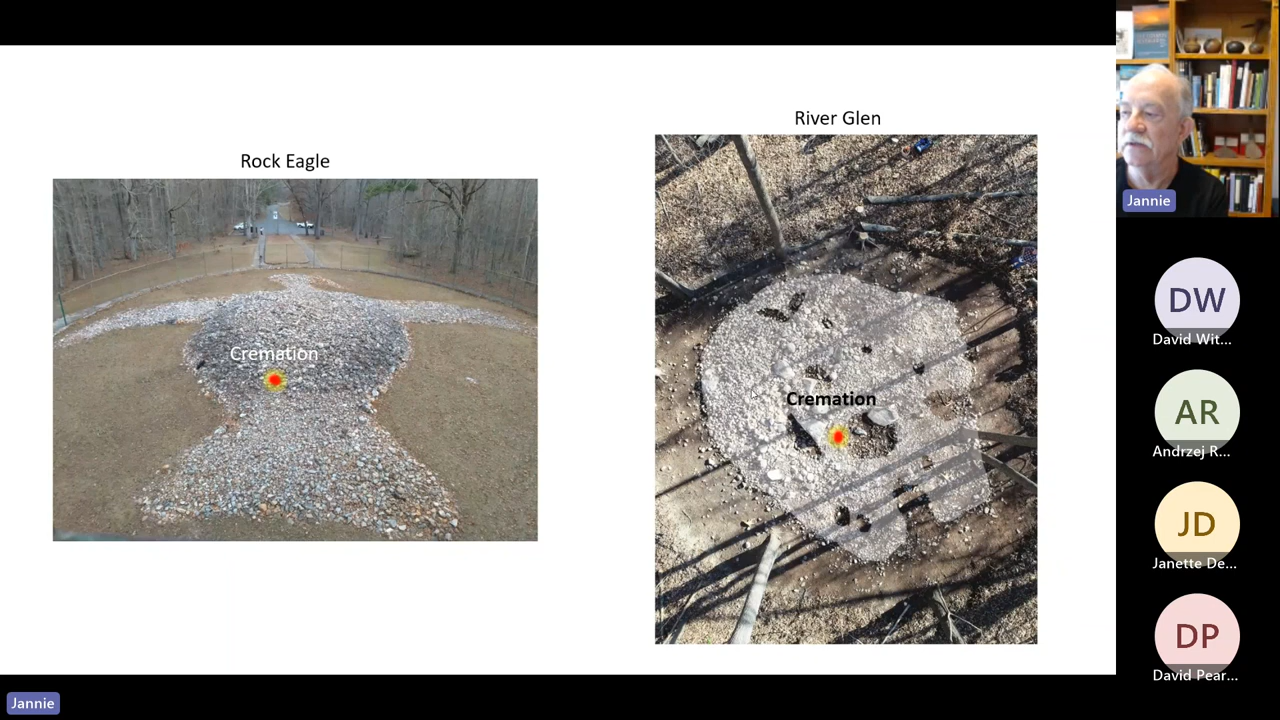 River Glen
Rock Eagle
Cremation
Cremation
Jannie
DW
David Wit...
AR
Andrzej R...
JD
Janette De...
DP
David Pear...
Jannie